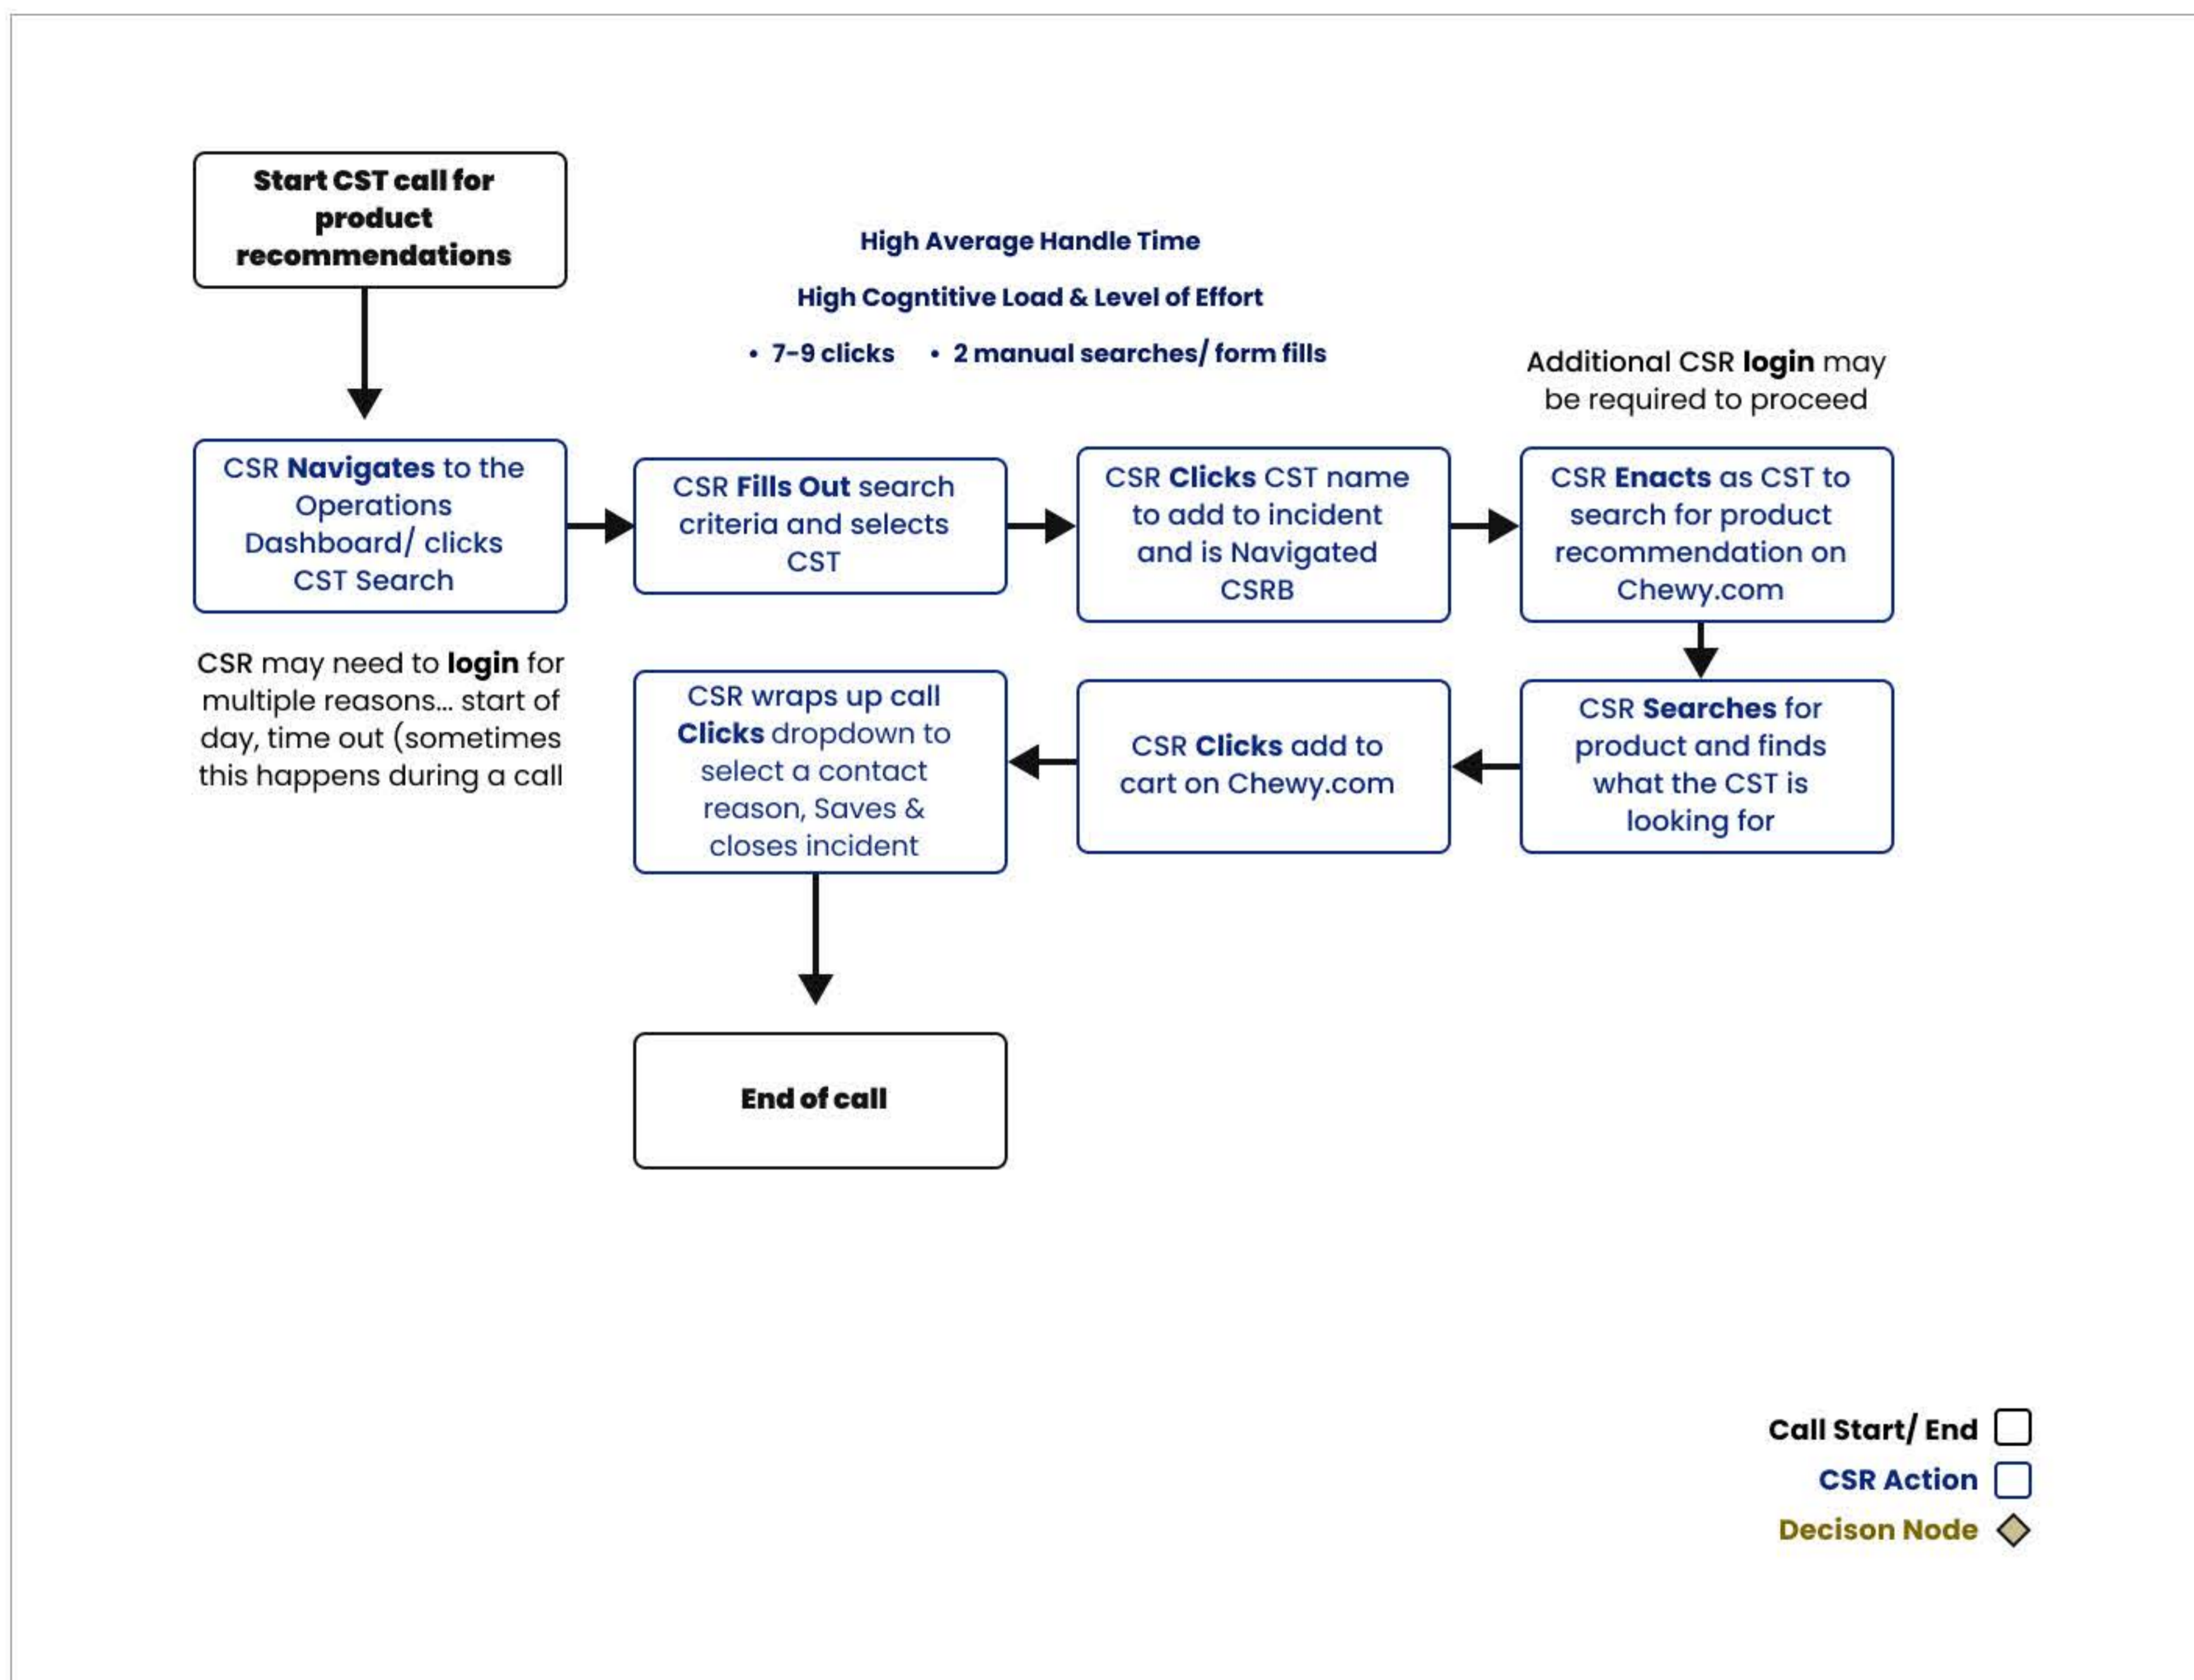 Start CST call for
product
recommendations
High Average Handle Time
High Cogntitive Load & Level of Effort
• 7-9 clicks • 2 manual searches/ form fills
Additional CSR login may
be required to proceed
CSR Navigates to the
Operations
Dashboard/ clicks
CST Search
CSR Fills Out search
criteria and selects
CST
CSR Clicks CST name
to add to incident
and is Navigated
CSRB
CSR Enacts as CST to
search for product
recommendation on
Chewy.com
CSR may need to login for
multiple reasons... start of
day, time out (sometimes
this happens during a call
CSR Searches for
product and finds
what the CST is
looking for
CSR Clicks add to
cart on Chewy.com
CSR wraps up call
Clicks dropdown to
select a contact
reason, Saves &
closes incident
End of call
Call Start/ End
CSR Action
Decison Node